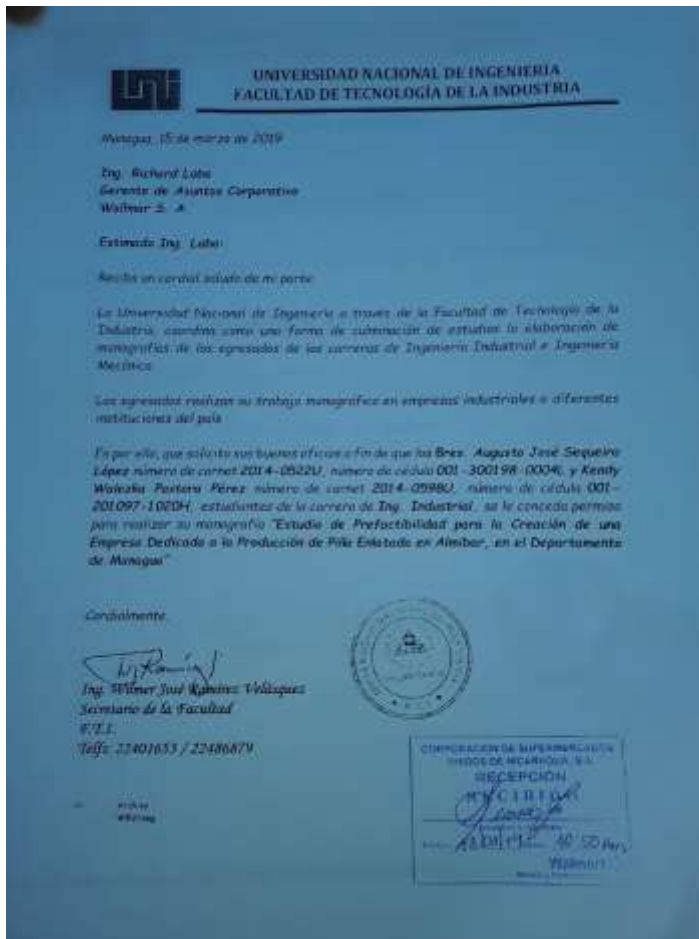 UNIVERSIDAD NACIONAL DE INGENIERIA
FACULTAD DE TECNOLOGÍA DE LA INDUSTRIA
Managua, 15 de marzo de 2019
Ing. Richard Lobo
Gerente de Asuntos Corporativo
Wallmar S. A.
Estimado Ing. Lobo:
Reciba un cordial saludo de mi parte.
La Universidad Nacional de Ingeniería a través de la Facultad de Tecnología de la
Industria, coordina como una forma de culminación de estudios la elaboración de
monografías de los egresados de las carreras de Ingeniería Industrial e Ingeniería
Mecánica.
Los egresados realizan su trabajo monográfico en empresas industriales o diferentes
instituciones del país.
Es por ello, que solicito sus buenos oficios a fin de que los Bres. Augusto José Sequeira
López número de carnet 2014-0522U, número de cédula 001-300198-0004L y Kendy
Waleska Pastora Pérez número de carnet 2014-0598U, número de cédula 001-
201097-1020H, estudiantes de la carrera de Ing. Industrial, se le conceda permiso
para realizar su monografía "Estudio de Prefactibilidad para la Creación de una
Empresa Dedicada a la Producción de Piña Enlatada en Almíbar, en el Departamento
de Managua"
Cordialmente,
Ing. Wilmer José Ramírez Velásquez
Secretario de la Facultad
F.T.I.
Telfs: 22401653 / 22486879
CORPORACION DE SUPERMERCADOS
UNIDOS DE NICARAGUA, S.A.
RECEPCIÓN
RECIBIDO
Walmart